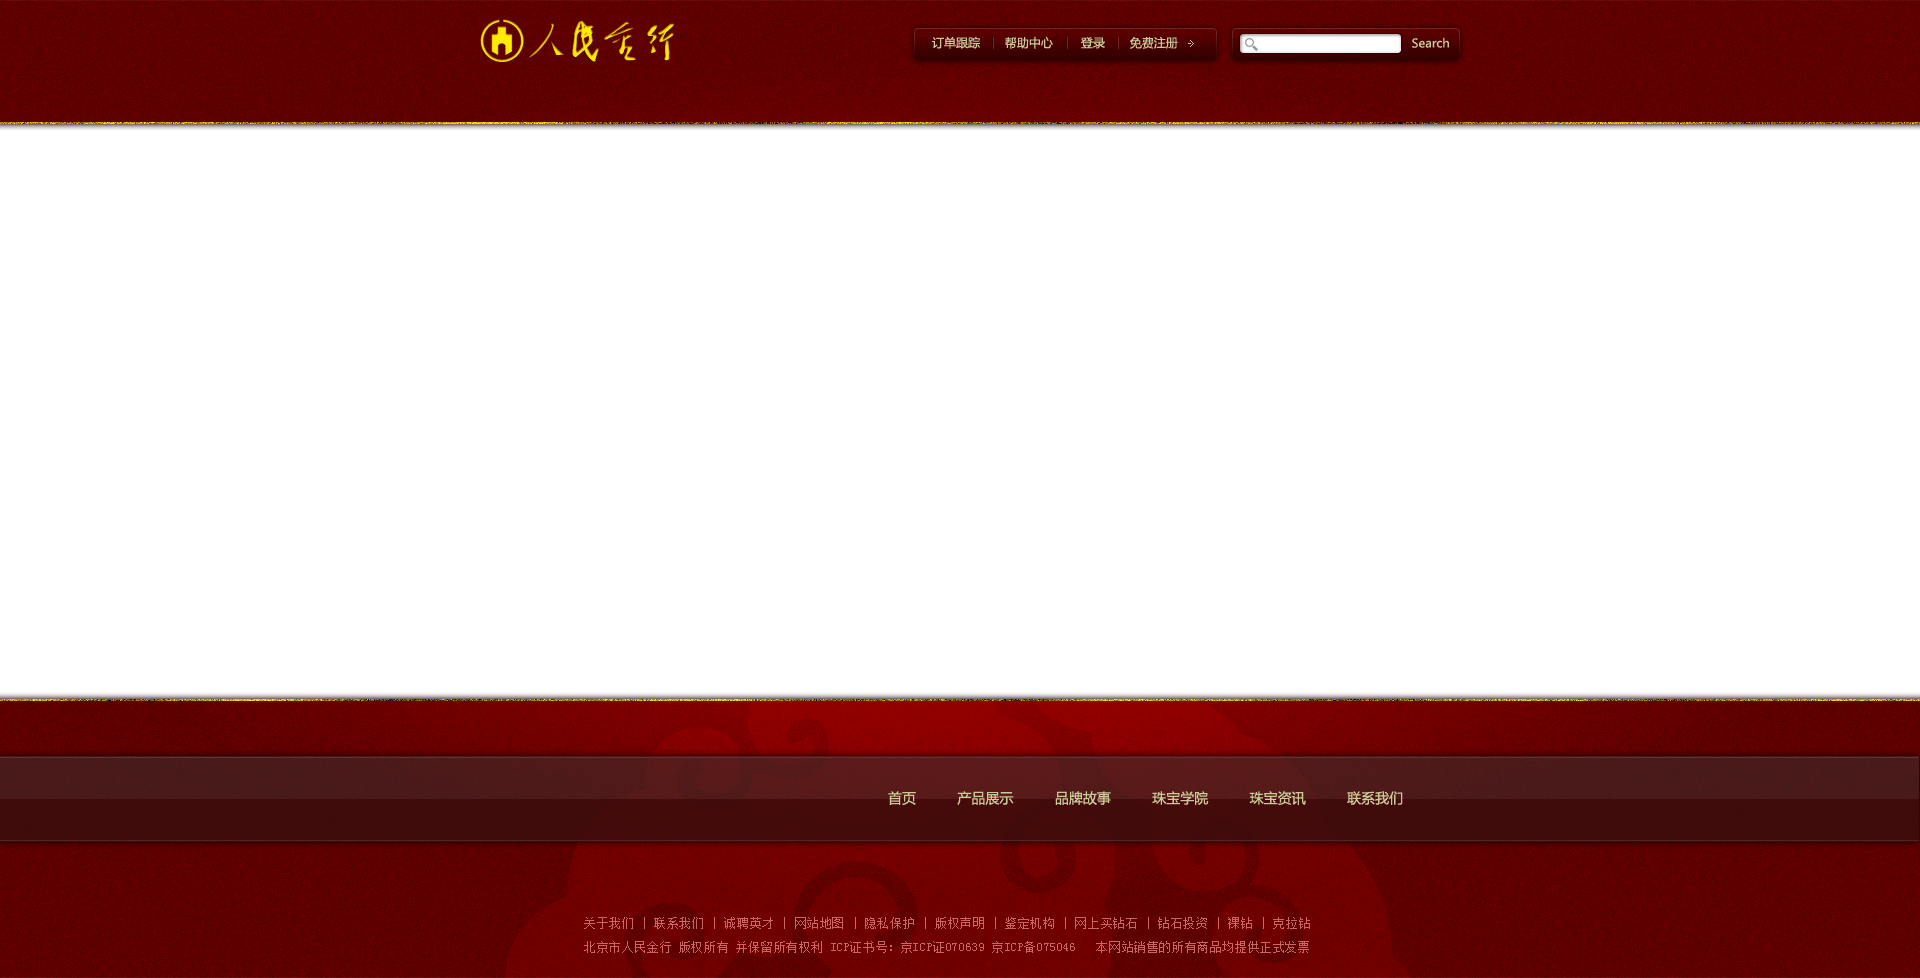 人民金行
订单跟踪 帮助中心 登录 免费注册 Search
首页 产品展示 品牌故事 珠宝学院 珠宝资讯 联系我们
关于我们 | 联系我们 | 诚聘英才 | 网站地图 | 隐私保护 | 版权声明 | 鉴定机构 | 网上买钻石 | 钻石投资 | 裸钻 | 克拉钻
北京市人民金行 版权所有 并保留所有权利 ICP证书号: 京ICP证070639 京ICP备075046 本网站销售的所有商品均提供正式发票